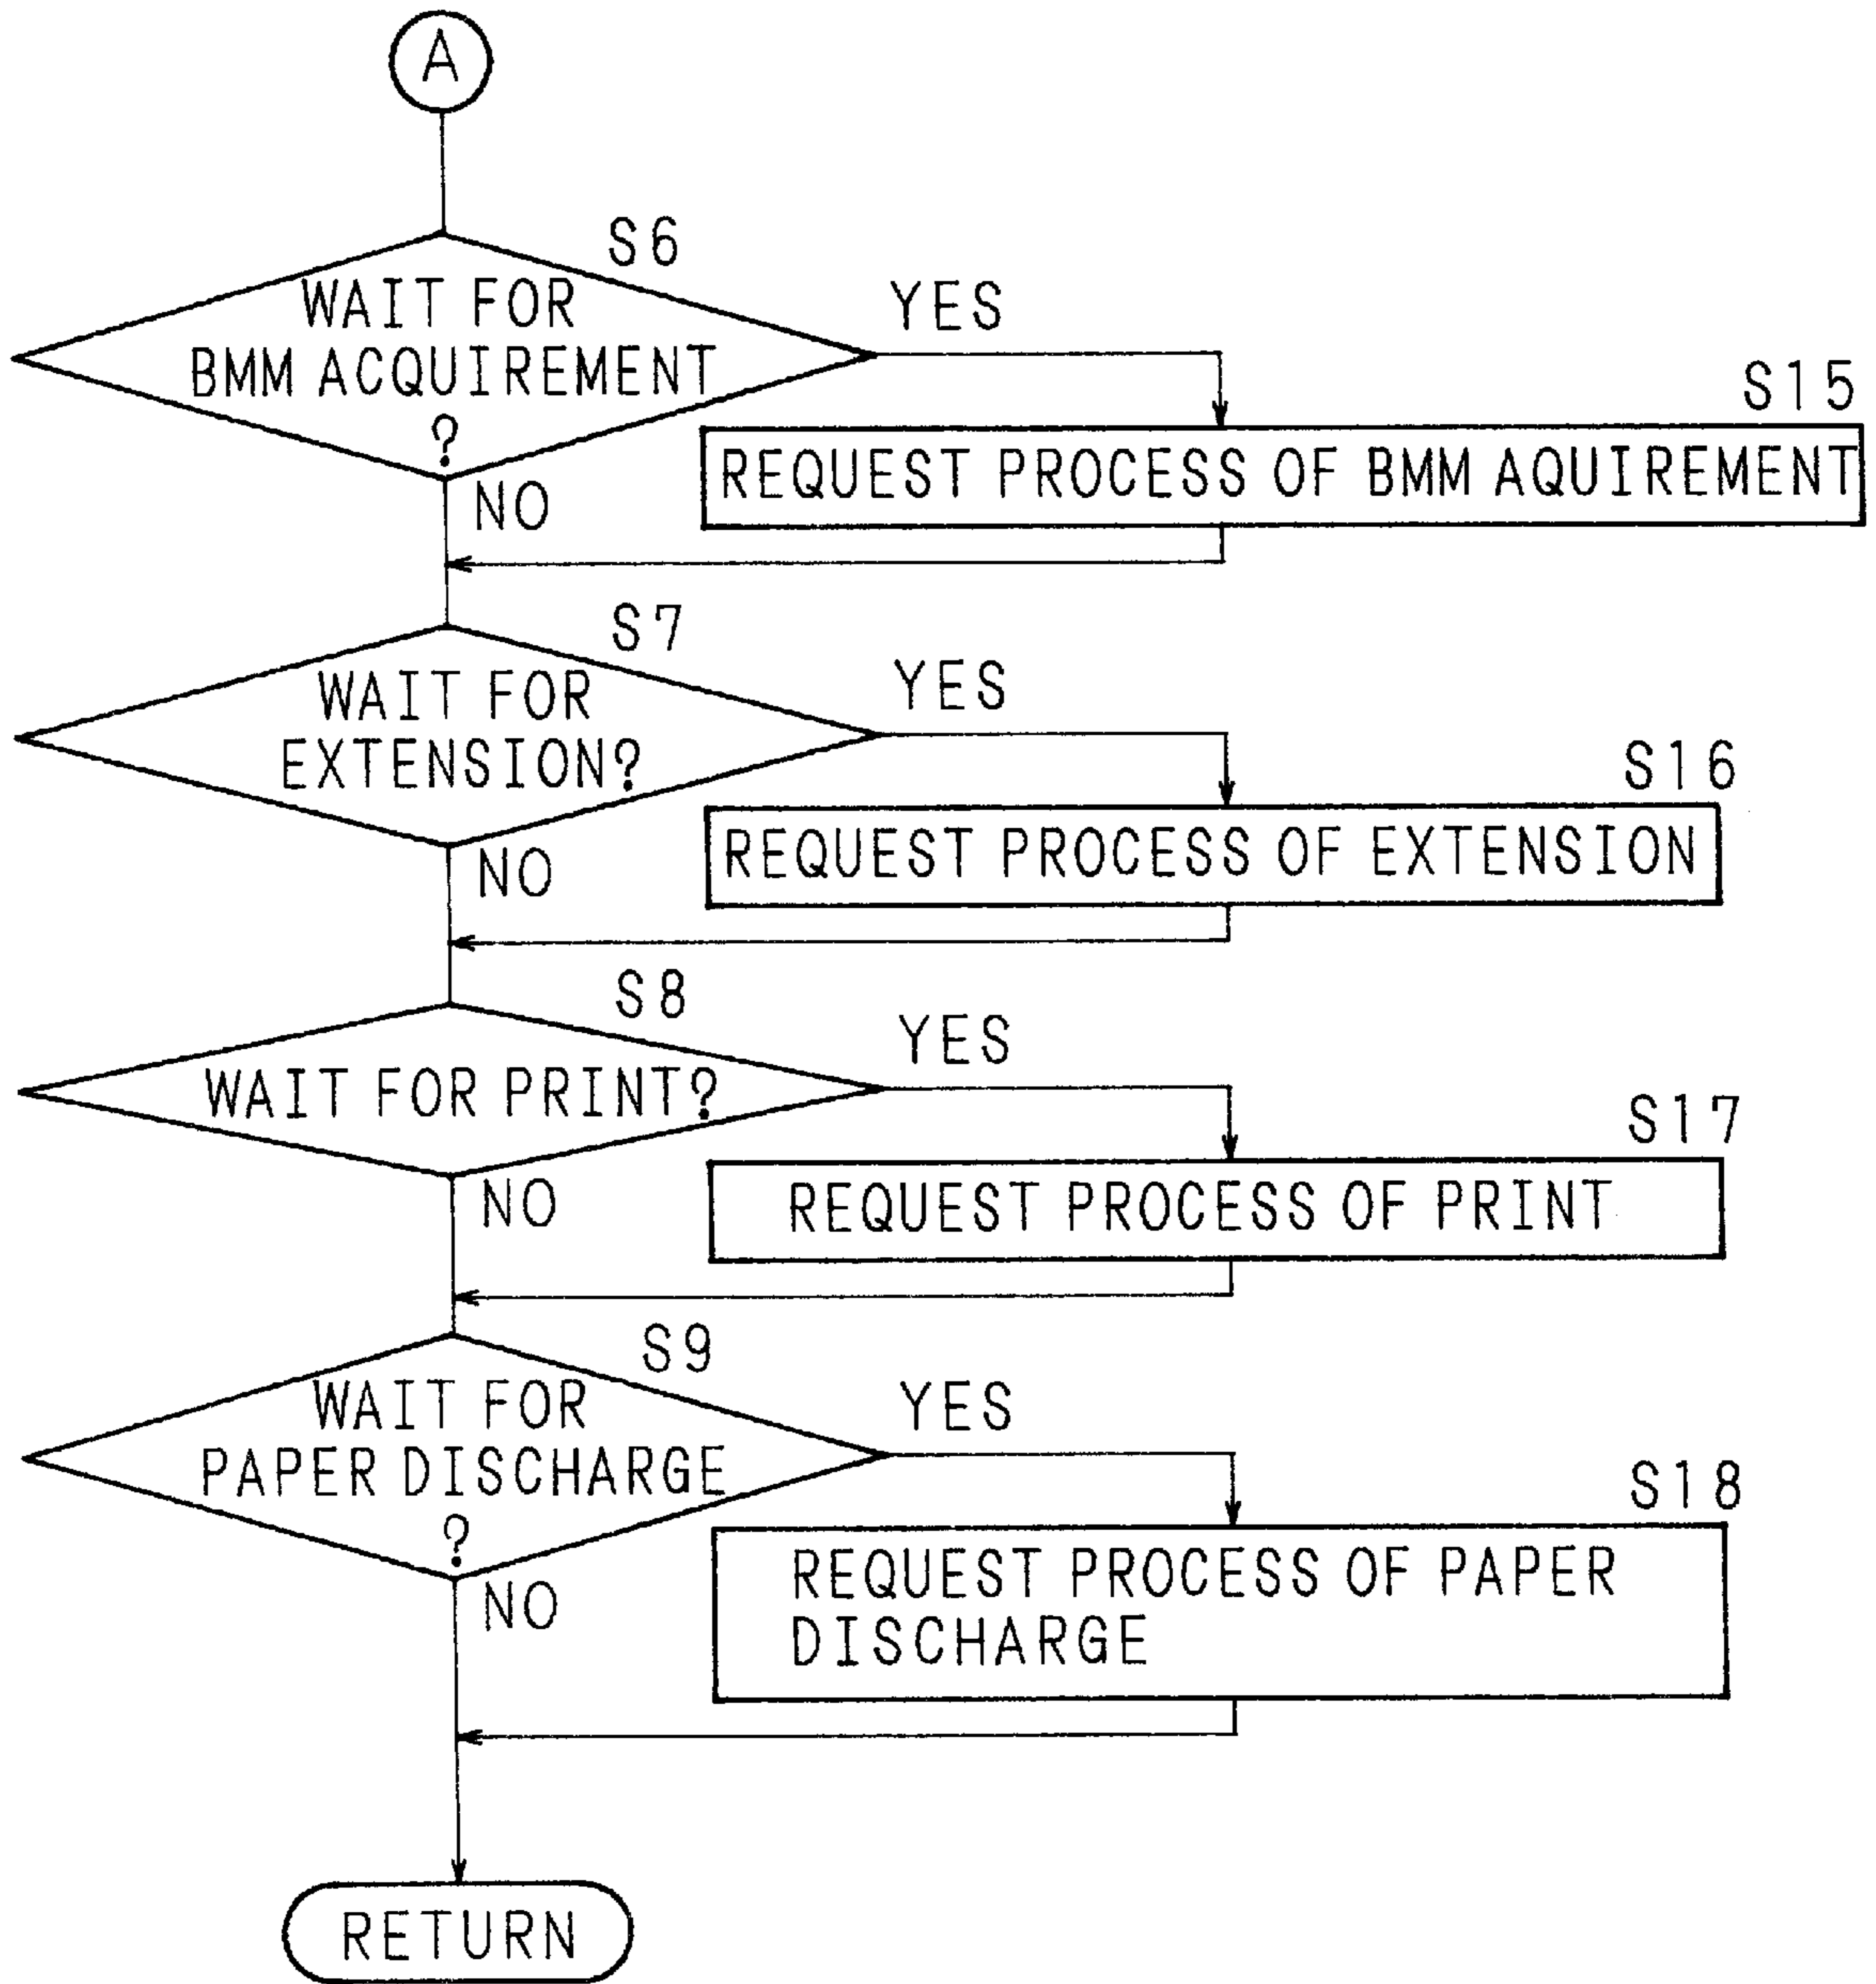 A
S6
WAIT FOR
BMM ACQUIREMENT
?
YES
NO
S15
REQUEST PROCESS OF BMM AQUIREMENT
S7
WAIT FOR
EXTENSION?
YES
NO
S16
REQUEST PROCESS OF EXTENSION
S8
WAIT FOR PRINT?
YES
NO
S17
REQUEST PROCESS OF PRINT
S9
WAIT FOR
PAPER DISCHARGE
?
YES
NO
S18
REQUEST PROCESS OF PAPER
DISCHARGE
RETURN